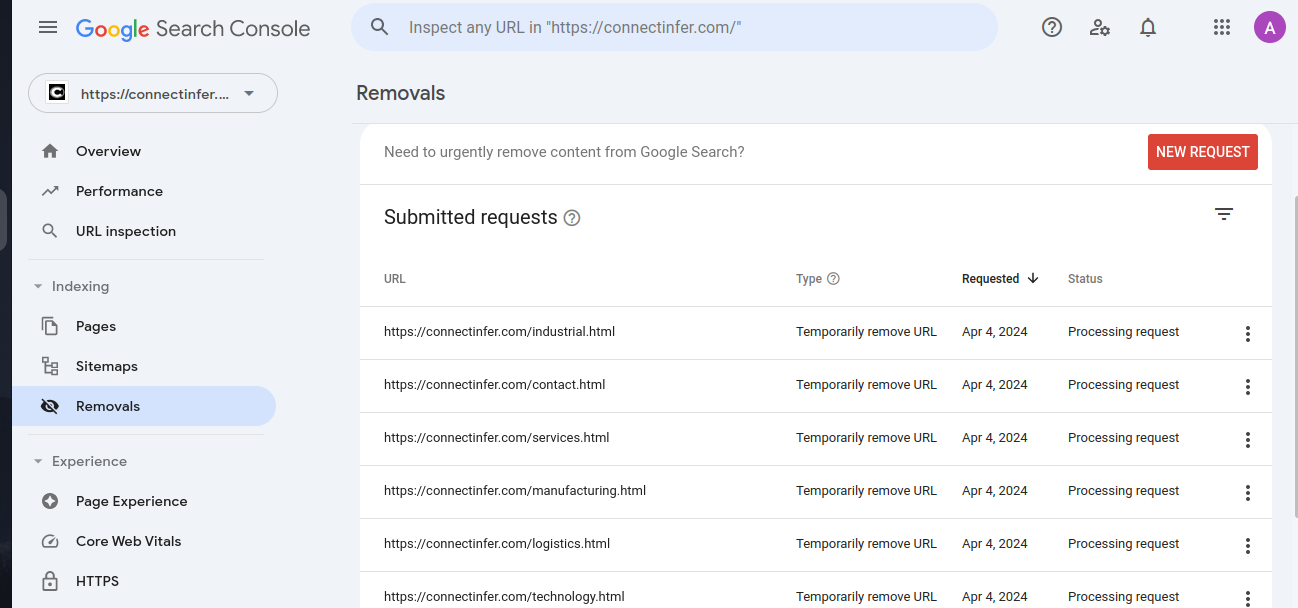 Google Search Console
Inspect any URL in "https://connectinfer.com/"
A
C
https://connectinfer....
Removals
Overview
Performance
URL inspection
Indexing
Pages
Sitemaps
Removals
Experience
Page Experience
Core Web Vitals
HTTPS
Need to urgently remove content from Google Search?
NEW REQUEST
Submitted requests
URL Type Requested Status
https://connectinfer.com/industrial.html Temporarily remove URL Apr 4, 2024 Processing request
https://connectinfer.com/contact.html Temporarily remove URL Apr 4, 2024 Processing request
https://connectinfer.com/services.html Temporarily remove URL Apr 4, 2024 Processing request
https://connectinfer.com/manufacturing.html Temporarily remove URL Apr 4, 2024 Processing request
https://connectinfer.com/logistics.html Temporarily remove URL Apr 4, 2024 Processing request
https://connectinfer.com/technology.html Temporarily remove URL Apr 4, 2024 Processing request